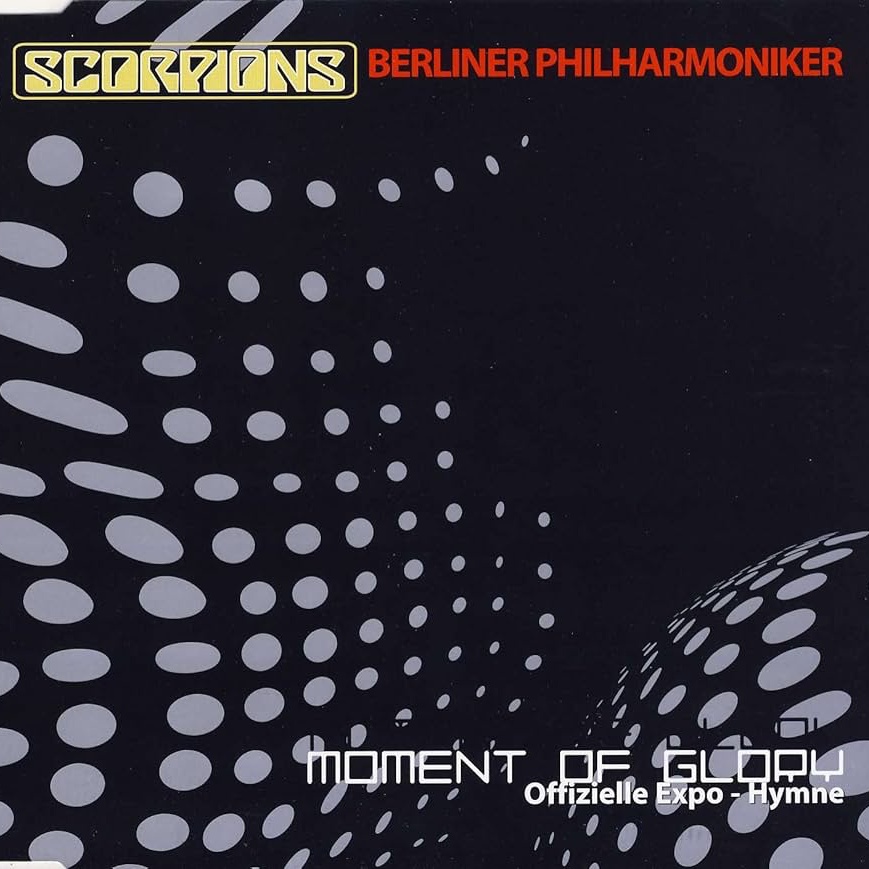 SCORPIONS BERLINER PHILHARMONIKER
MOMENT OF GLORY
Offizielle Expo - Hymne